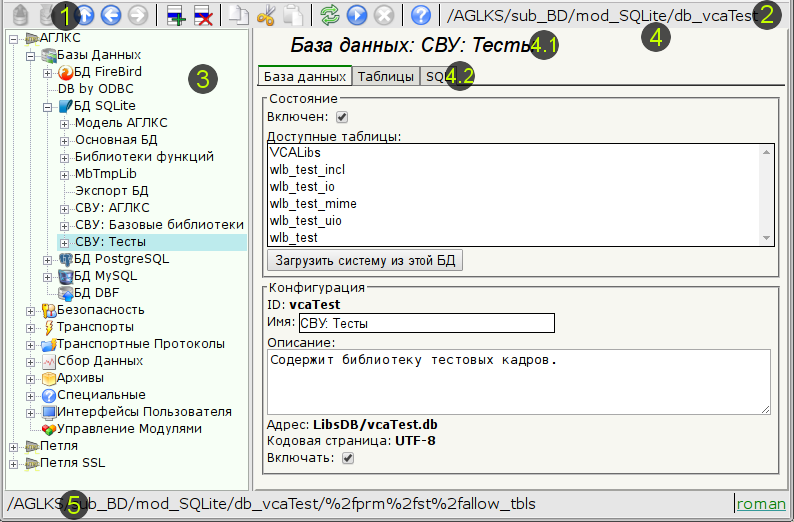 1
/AGLKS/sub_BD/mod_SQLite/db_vcaTest
2
АГЛКС
Базы Данных
БД FireBird
DB by ODBC
БД SQLite
Модель АГЛКС
Основная БД
Библиотеки функций
MbTmpLib
Экспорт БД
СВУ: АГЛКС
СВУ: Базовые библиотеки
СВУ: Тесты
БД PostgreSQL
БД MySQL
БД DBF
Безопасность
Транспорты
Транспортные Протоколы
Сбор Данных
Архивы
Специальные
Интерфейсы Пользователя
Управление Модулями
Петля
Петля SSL
3
4
База данных: СВУ: Тесты
4.1
База данных
Таблицы
4.2
Состояние
Включен:
Доступные таблицы:
VCALibs
wlb_test_incl
wlb_test_io
wlb_test_mime
wlb_test_uio
wlb_test
Загрузить систему из этой БД
Конфигурация
ID: vcaTest
Имя: СВУ: Тесты
Описание:
Содержит библиотеку тестовых кадров.
Адрес: LibsDB/vcaTest.db
Кодовая страница: UTF-8
Включать:
/AGLKS/sub_BD/mod_SQLite/db_vcaTest/%2fprm%2fst%2fallow_tbls
5
roman